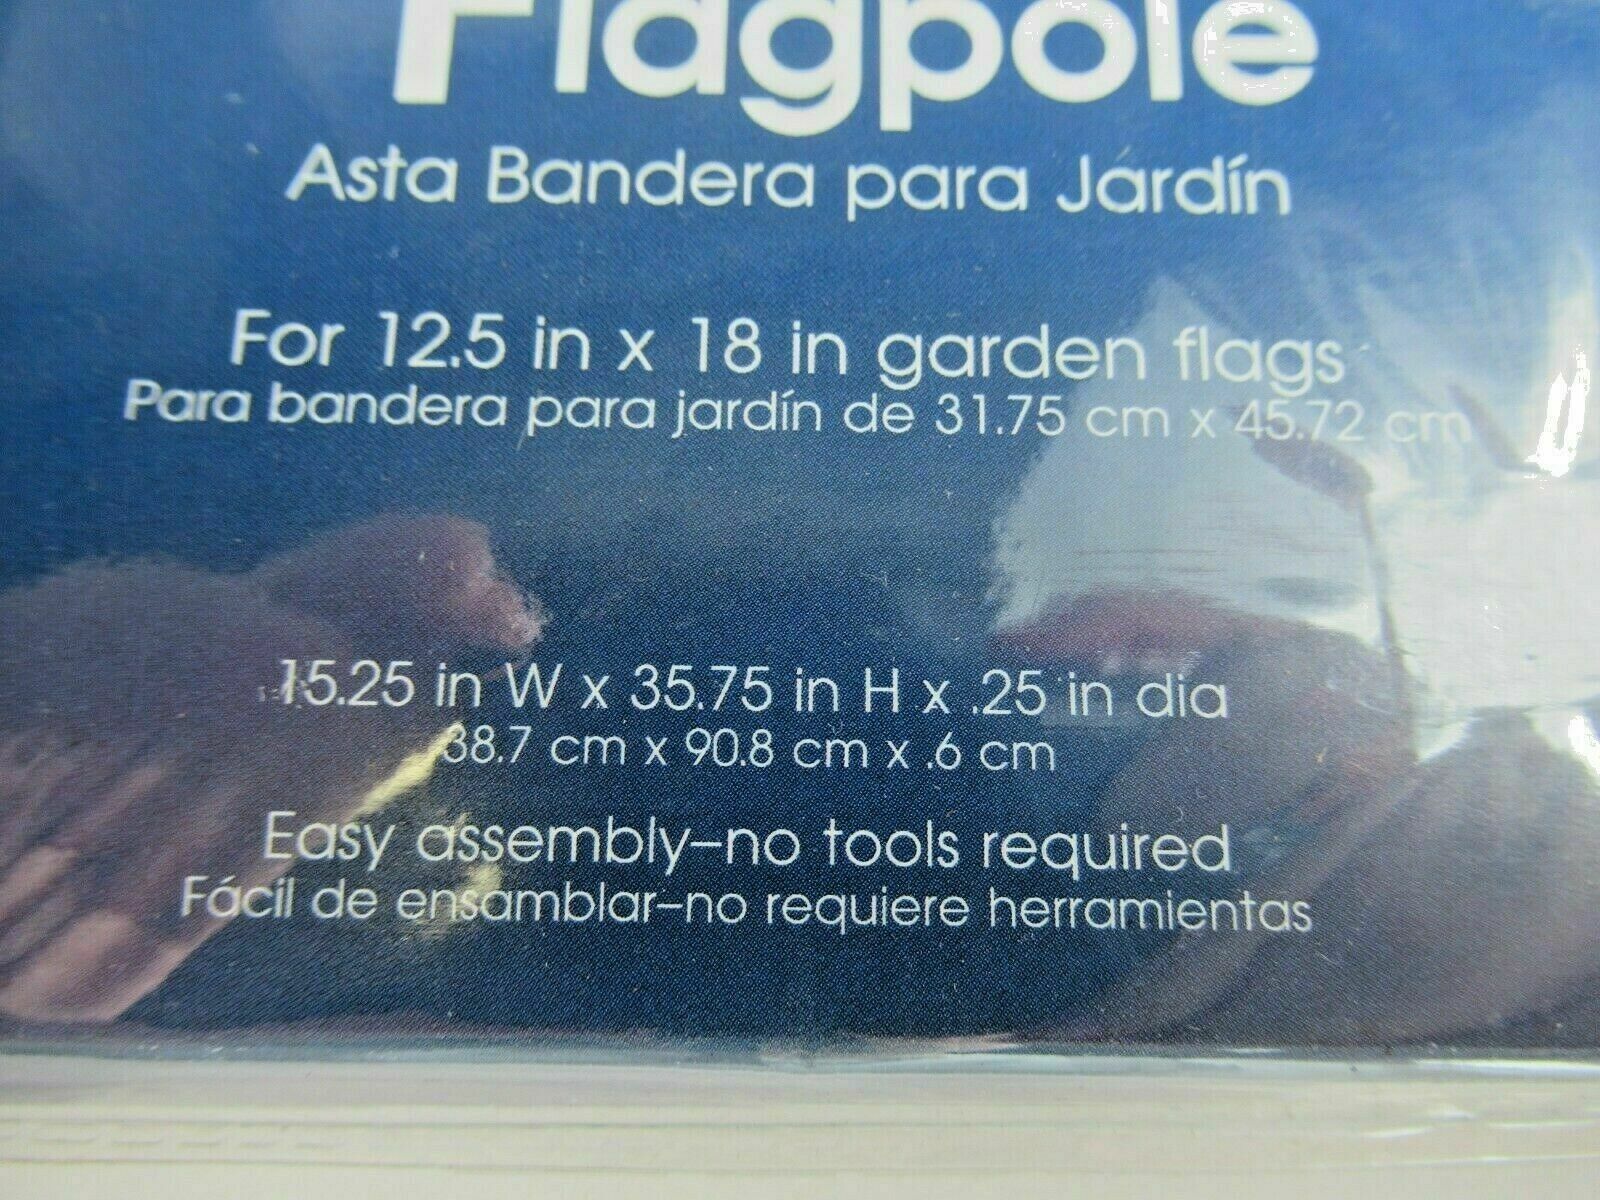 Flagpole
Asta Bandera para Jardín
For 12.5 in x 18 in garden flags
Para bandera para jardín de 31.75 cm x 45.72 cm
15.25 in W x 35.75 in H x .25 in dia
38.7 cm x 90.8 cm x .6 cm
Easy assembly–no tools required
Fácil de ensamblar–no requiere herramientas